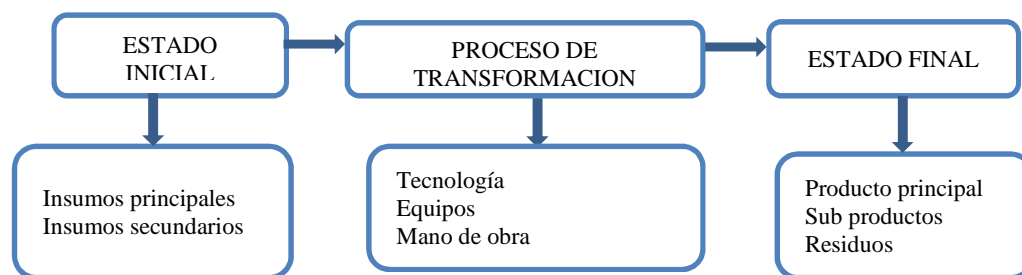 ESTADO
INICIAL
PROCESO DE
TRANSFORMACION
ESTADO FINAL
Insumos principales
Insumos secundarios
Tecnología
Equipos
Mano de obra
Producto principal
Sub productos
Residuos